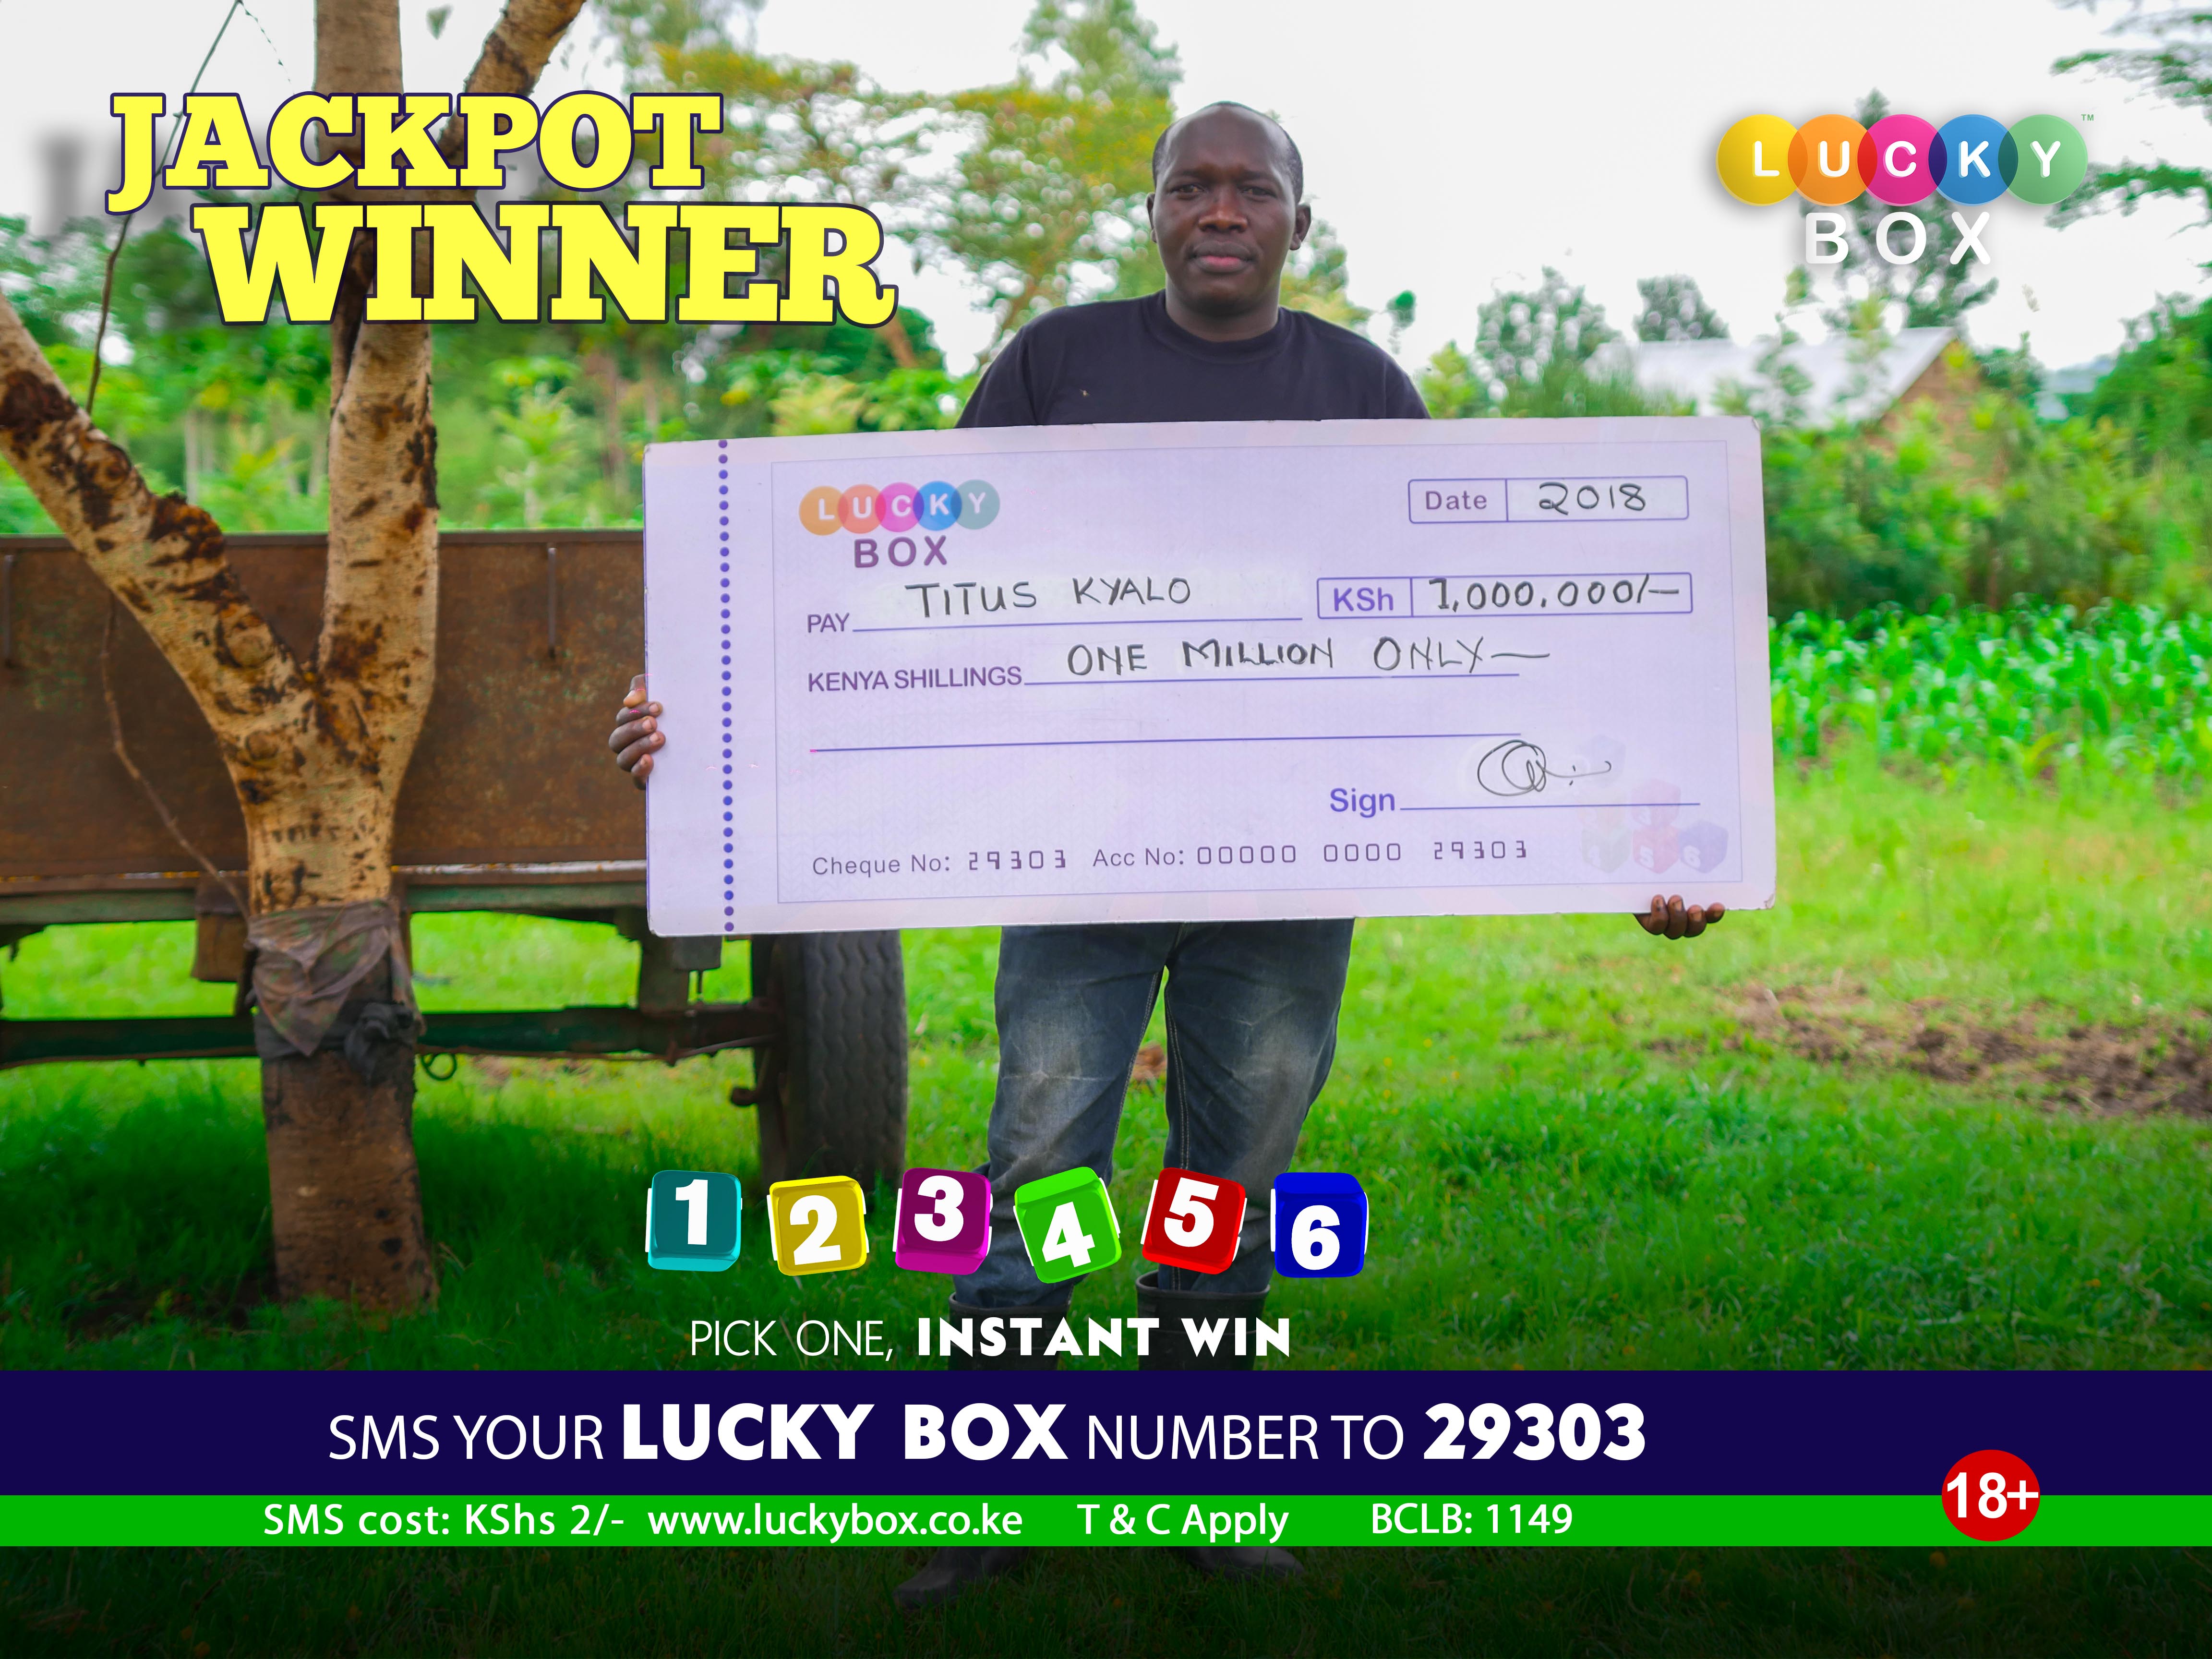 JACKPOT
WINNER
LUCKY TM
BOX
LUCKY
BOX
Date 2018
PAY TITUS KYALO KSh 1,000,000/-
KENYA SHILLINGS ONE MILLION ONLY
Sign
Cheque No: 29303 Acc No: 00000 0000 29303
1 2 3 4 5 6
PICK ONE, INSTANT WIN
SMS YOUR LUCKY BOX NUMBER TO 29303
18+
SMS cost: KShs 2/- www.luckybox.co.ke T & C Apply BCLB: 1149